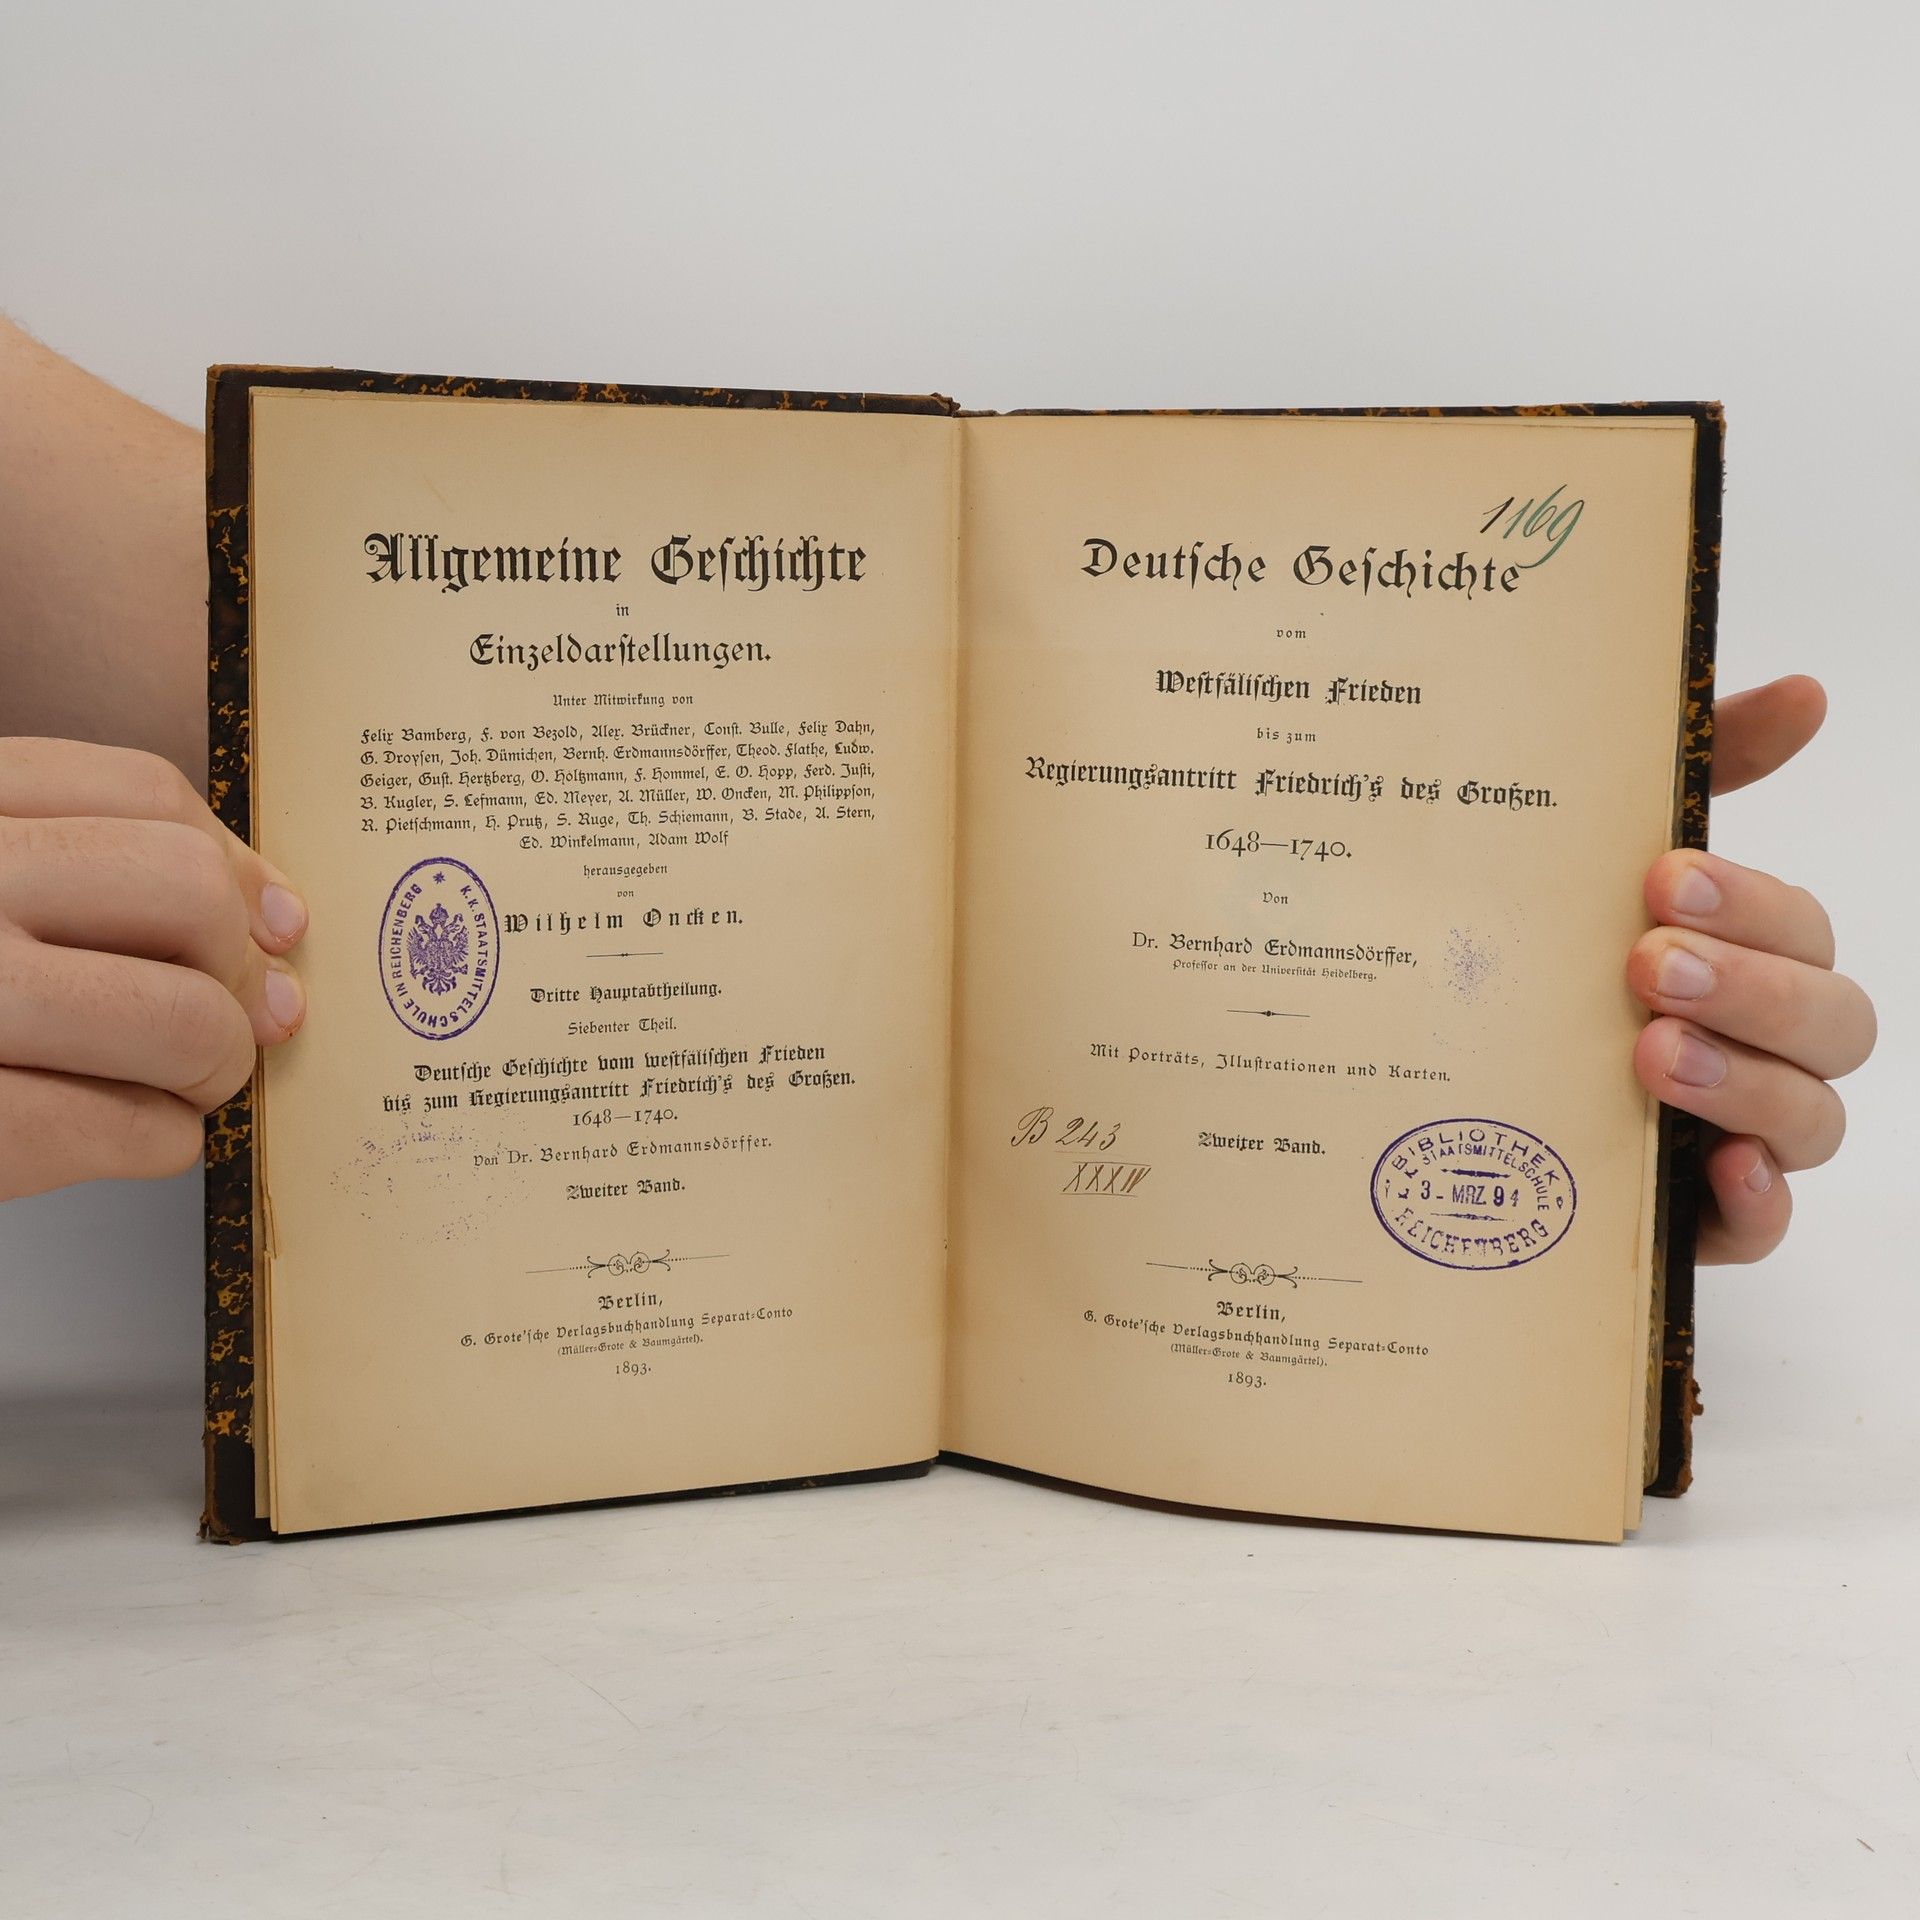 Allgemeine Geschichte
in
Einzeldarstellungen.
Unter Mitwirkung von
Felix Bamberg, F. von Bezold, Alex. Brückner, Const. Bulle, Felix Dahn,
G. Droysen, Joh. Dümichen, Bernh. Erdmannsdörffer, Theod. Flathe, Ludw.
Geiger, Gust. Hertzberg, O. Holtzmann, F. Hommel, E. O. Hopp, Ferd. Justi,
B. Kugler, S. Lefmann, Ed. Meyer, A. Müller, W. Oncken, M. Philippson,
R. Pietschmann, H. Prutz, S. Ruge, Th. Schiemann, B. Stade, A. Stern,
Ed. Winkelmann, Adam Wolf
herausgegeben
von
Wilhelm Oncken.
K.K. STAATSMITTELSCHULE IN REICHENBERG
Dritte Hauptabtheilung.
Siebenter Theil.
Deutsche Geschichte vom westfälischen Frieden
bis zum Regierungsantritt Friedrich's des Großen.
1648—1740.
Von Dr. Bernhard Erdmannsdörffer.
Zweiter Band.
Berlin,
G. Grote'sche Verlagsbuchhandlung Separat-Conto
(Müller-Grote & Baumgärtel).
1893.
1169
Deutsche Geschichte
vom
Westfälischen Frieden
bis zum
Regierungsantritt Friedrich's des Großen.
1648—1740.
Von
Dr. Bernhard Erdmannsdörffer,
Professor an der Universität Heidelberg.
Mit Porträts, Illustrationen und Karten.
B 243
XXXIV
Zweiter Band.
BIBLIOTHEK
STAATSMITTELSCHULE
3 - MRZ. 94
REICHENBERG
Berlin,
G. Grote'sche Verlagsbuchhandlung Separat-Conto
(Müller-Grote & Baumgärtel).
1893.